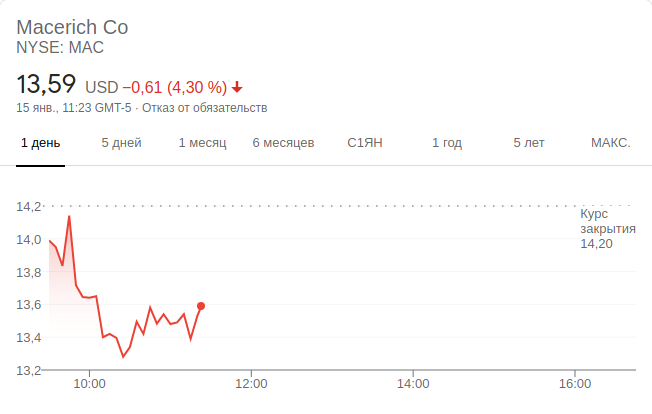 Macerich Co
NYSE: MAC
13,59 USD −0,61 (4,30 %)
15 янв., 11:23 GMT-5 · Отказ от обязательств
1 день 5 дней 1 месяц 6 месяцев С1ЯН 1 год 5 лет МАКС.
14,2
Курс
закрытия
14,20
14,0
13,8
13,6
13,4
13,2
10:00 12:00 14:00 16:00